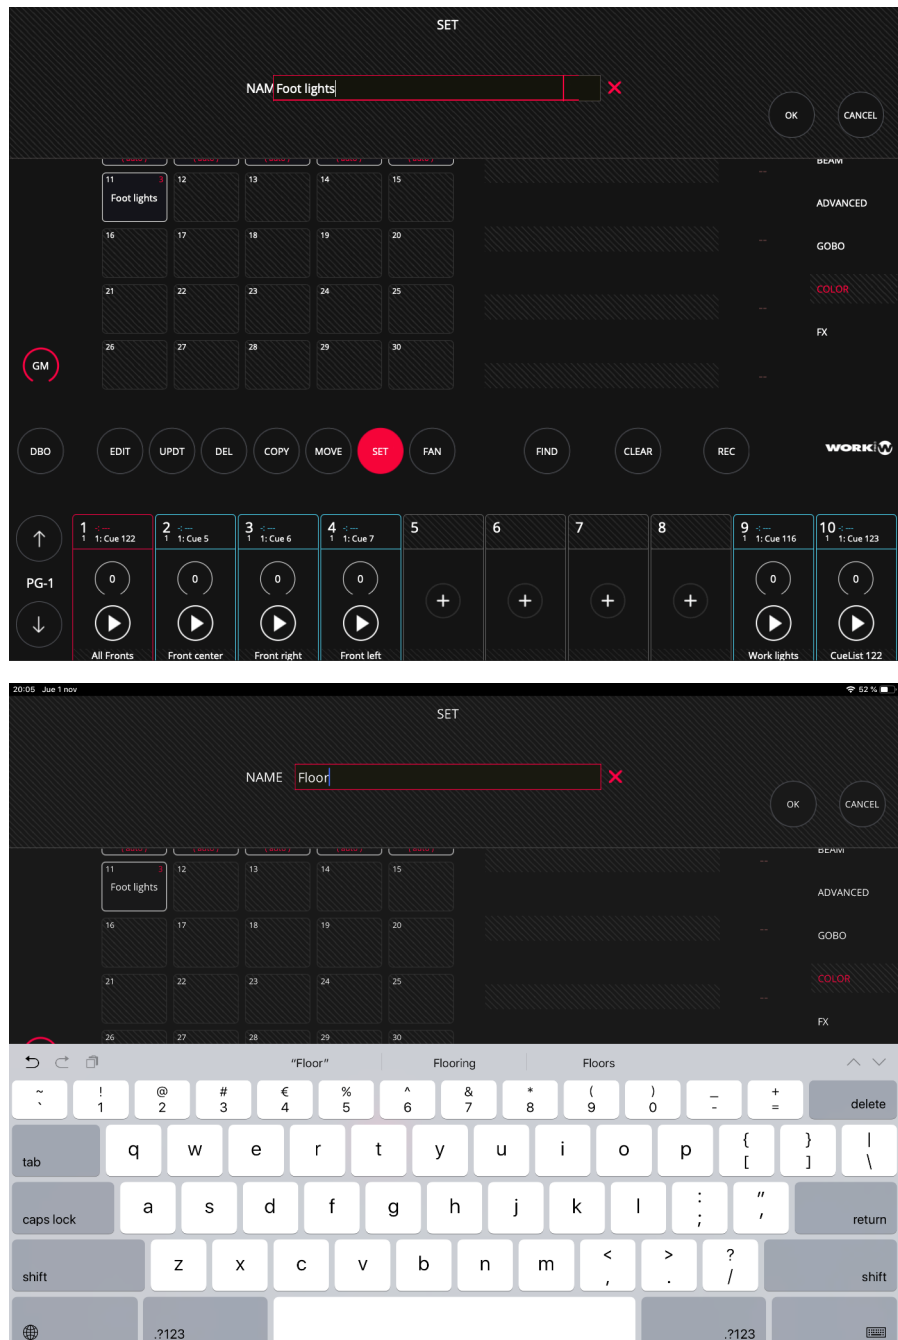 SET
NAM Foot lights
OK CANCEL
BEAM
11 3 12 13 14 15
Foot lights
ADVANCED
16 17 18 19 20
GOBO
21 22 23 24 25
COLOR
FX
26 27 28 29 30
GM
DBO EDIT UPDT DEL COPY MOVE SET FAN FIND CLEAR REC WORK
1 -:--- 2 -:--- 3 -:--- 4 -:--- 5 6 7 8 9 -:--- 10 -:---
1 1: Cue 122 1 1: Cue 5 1 1: Cue 6 1 1: Cue 7 1 1: Cue 116 1 1: Cue 123
0 0 0 0 0 0
PG-1
+ + + +
All Fronts Front center Front right Front left Work lights CueList 122
20:05 Jue 1 nov 52 %
SET
NAME Floor
OK CANCEL
BEAM
11 3 12 13 14 15
Foot lights
ADVANCED
16 17 18 19 20
GOBO
21 22 23 24 25
COLOR
FX
26 27 28 29 30
"Floor" Flooring Floors
~ ! @ # € % ^ & * ( ) _ +
` 1 2 3 4 5 6 7 8 9 0 - = delete
tab q w e r t y u i o p { [ } ] | \
caps lock a s d f g h j k l : ; " ' return
shift z x c v b n m < , > . ? / shift
.?123 .?123